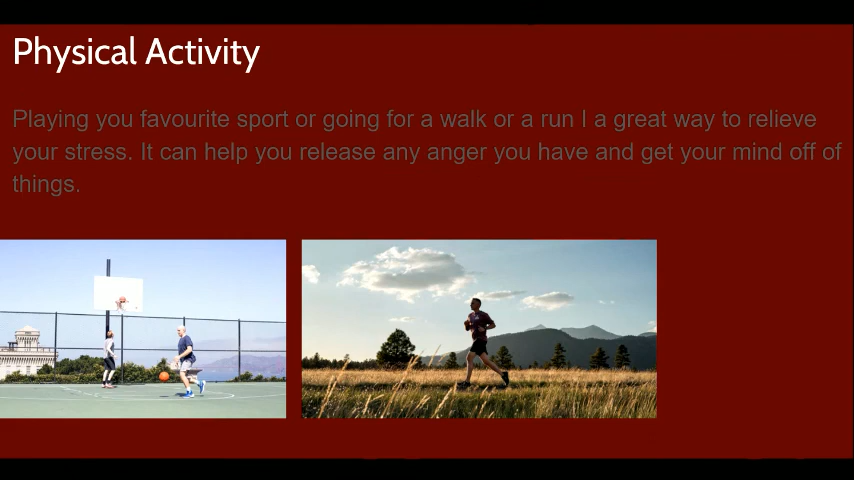 Physical Activity
Playing you favourite sport or going for a walk or a run I a great way to relieve
your stress. It can help you release any anger you have and get your mind off of
things.